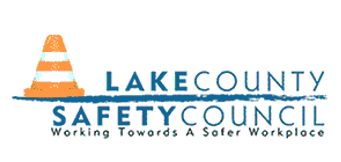 LAKECOUNTY
SAFETYCOUNCIL
Working Towards A Safer Workplace